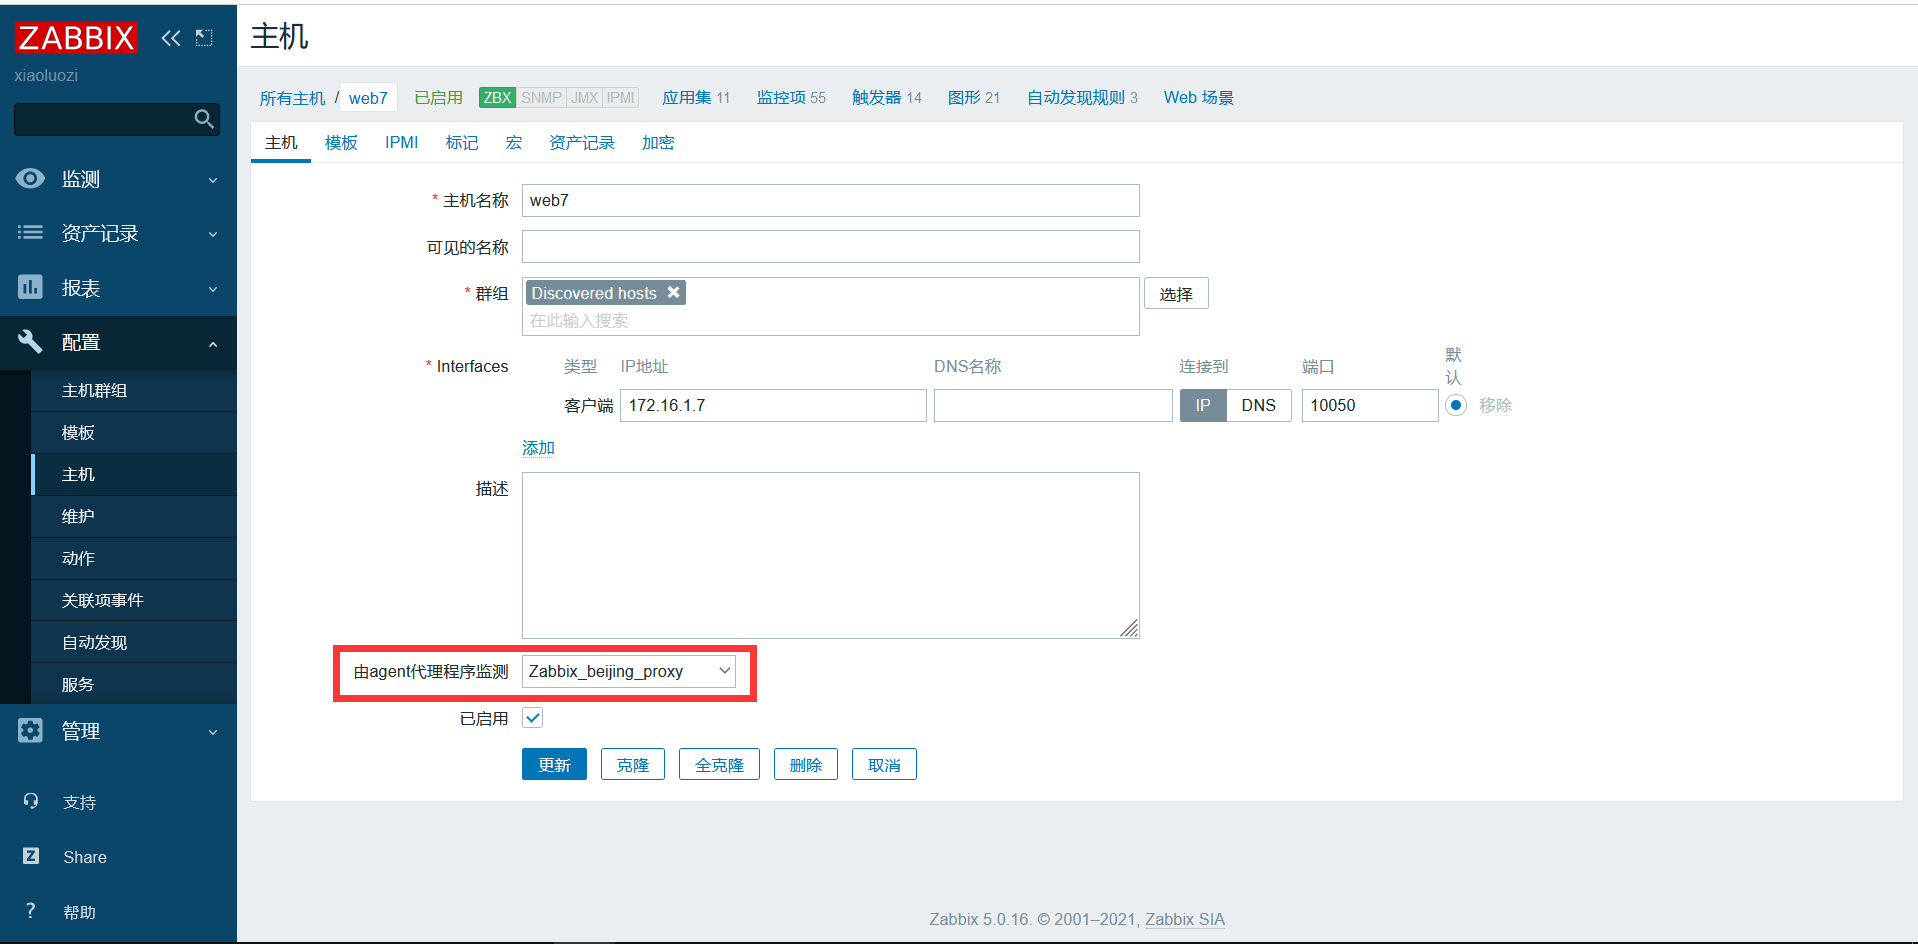 ZABBIX
xiaoluozi
监测
资产记录
报表
配置
主机群组
模板
主机
维护
动作
关联项事件
自动发现
服务
管理
支持
Share
帮助
主机
所有主机 / web7 已启用 ZBX SNMP JMX IPMI 应用集 11 监控项 55 触发器 14 图形 21 自动发现规则 3 Web 场景
主机 模板 IPMI 标记 宏 资产记录 加密
* 主机名称 web7
可见的名称
* 群组 Discovered hosts 选择
在此输入搜索
* Interfaces 类型 IP地址 DNS名称 连接到 端口 默认
客户端 172.16.1.7 IP DNS 10050 移除
添加
描述
由agent代理程序监测 Zabbix_beijing_proxy
已启用
更新 克隆 全克隆 删除 取消
Zabbix 5.0.16. © 2001–2021, Zabbix SIA